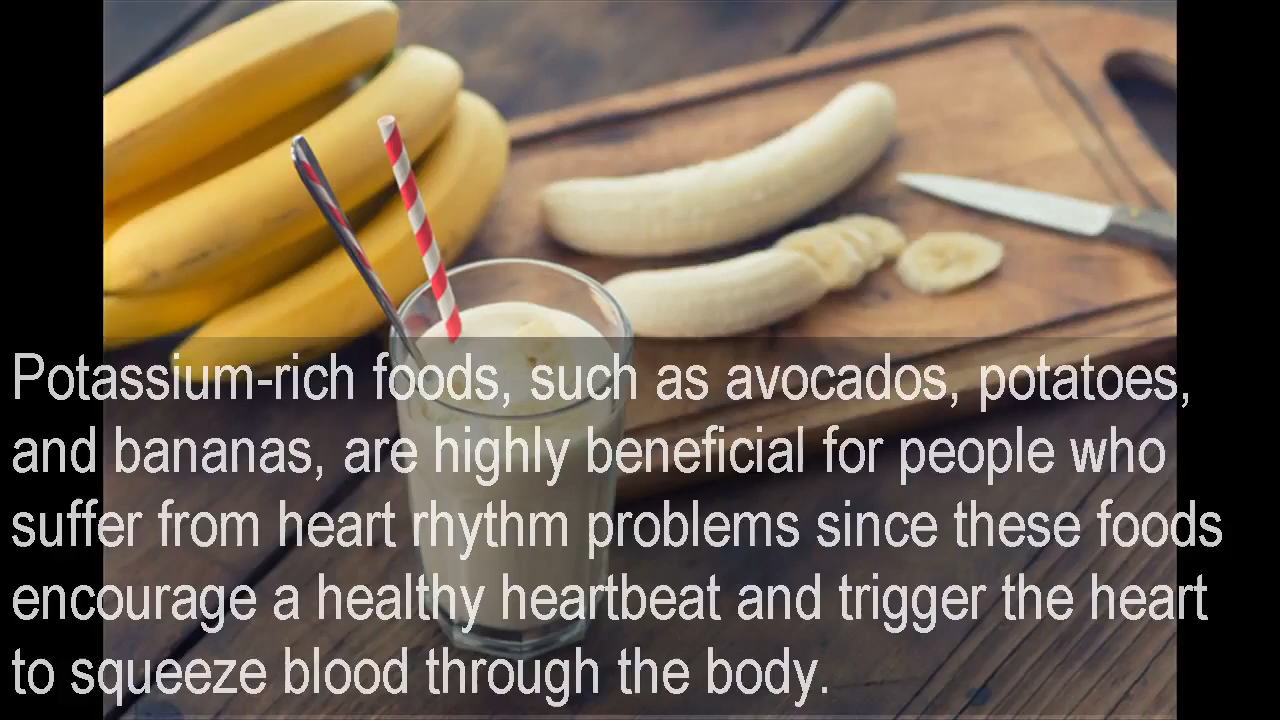 Potassium-rich foods, such as avocados, potatoes,
and bananas, are highly beneficial for people who
suffer from heart rhythm problems since these foods
encourage a healthy heartbeat and trigger the heart
to squeeze blood through the body.